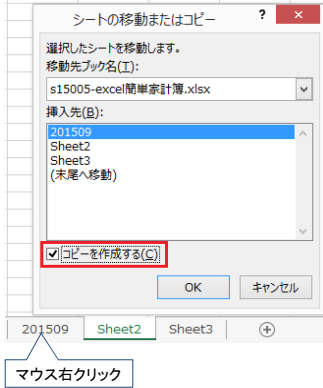 シートの移動またはコピー ? ×
選択したシートを移動します。
移動先ブック名(T):
s15005-excel簡単家計簿.xlsx
挿入先(B):
201509
Sheet2
Sheet3
(末尾へ移動)
コピーを作成する(C)
OK キャンセル
201509 Sheet2 Sheet3
マウス右クリック